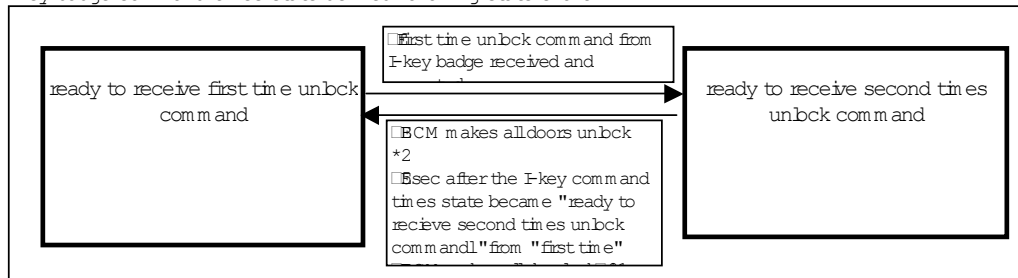 ready to receive first time unlock
command
First time unlock command from
I-key badge received and
ready to receive second times
unlock command
BCM makes all doors unlock
*2
5sec after the I-key command
times state became "ready to
recieve second times unlock
command1"from "first time"